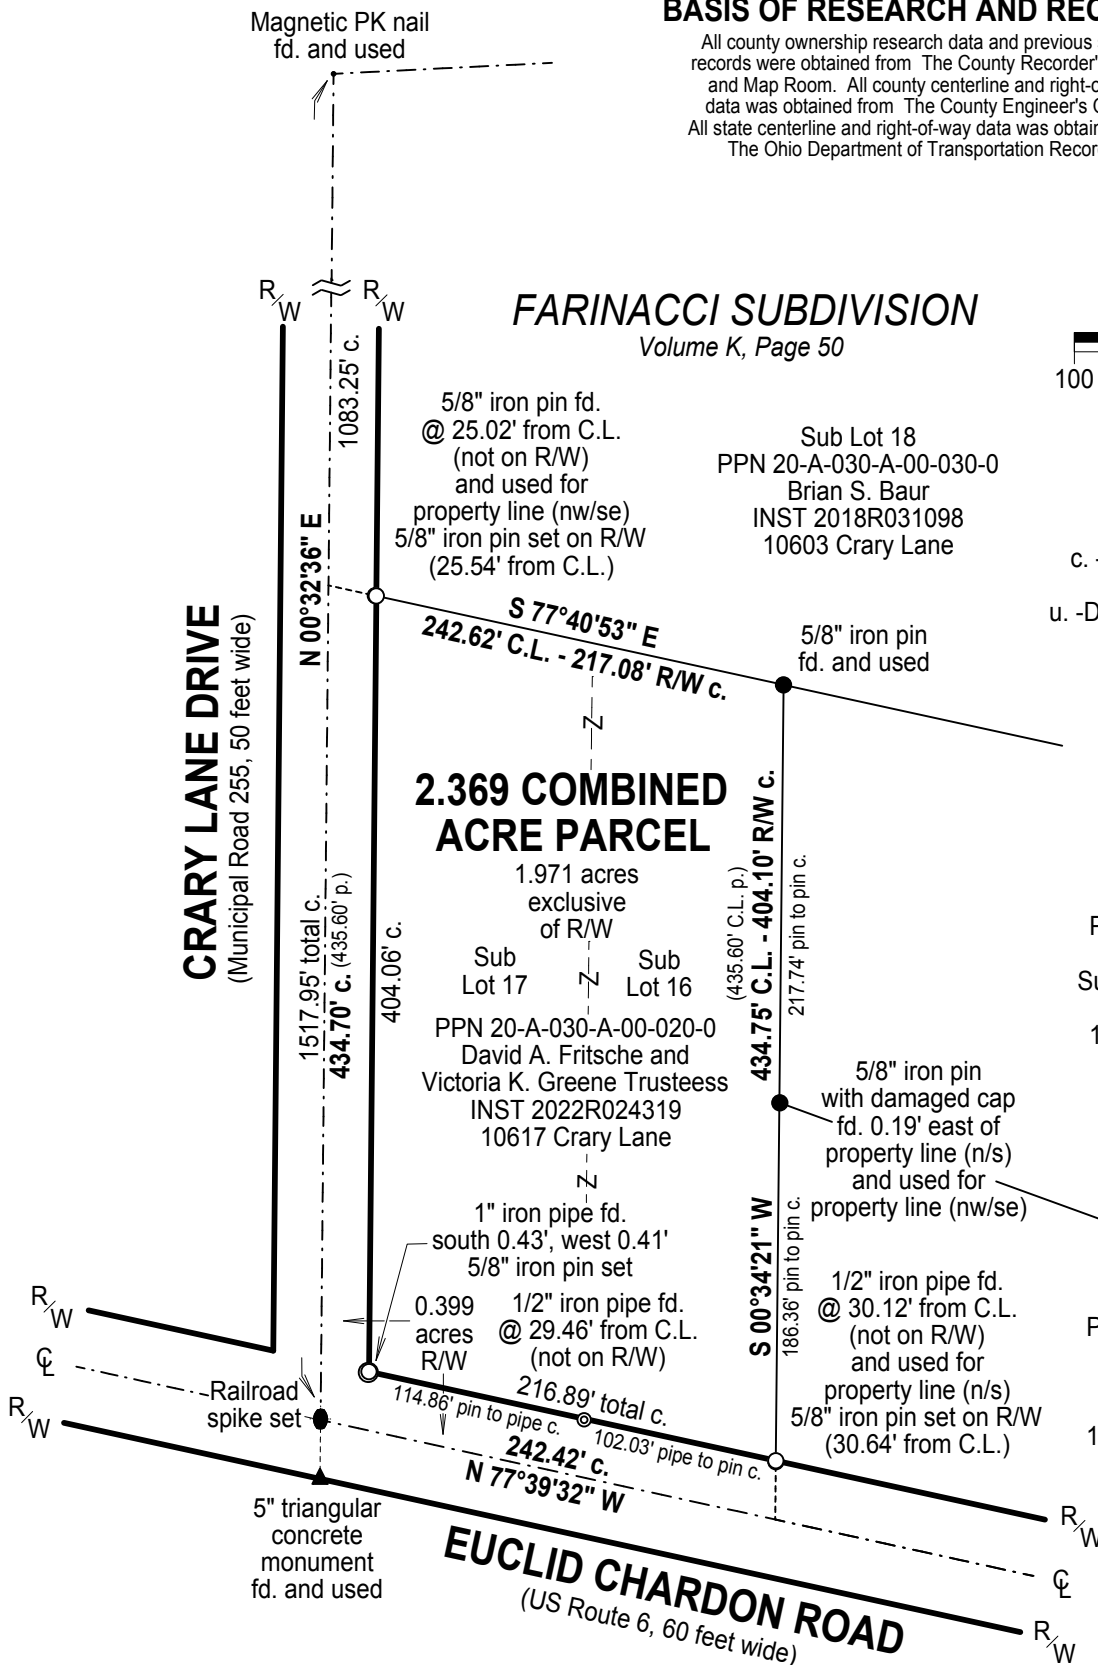 Magnetic PK nail
fd. and used
BASIS OF RESEARCH AND REC
All county ownership research data and previous
records were obtained from The County Recorder'
and Map Room. All county centerline and right-o
data was obtained from The County Engineer's
All state centerline and right-of-way data was obtain
The Ohio Department of Transportation Recor
R/W
R/W
FARINACCI SUBDIVISION
Volume K, Page 50
100
1083.25' c.
5/8" iron pin fd.
@ 25.02' from C.L.
(not on R/W)
and used for
property line (nw/se)
5/8" iron pin set on R/W
(25.54' from C.L.)
Sub Lot 18
PPN 20-A-030-A-00-030-0
Brian S. Baur
INST 2018R031098
10603 Crary Lane
c. -
u. -D
N 00°32'36" E
S 77°40'53" E
242.62' C.L. - 217.08' R/W c.
5/8" iron pin
fd. and used
CRARY LANE DRIVE
(Municipal Road 255, 50 feet wide)
Z
2.369 COMBINED
ACRE PARCEL
1.971 acres
exclusive
of R/W
1517.95' total c.
434.70' c. (435.60' p.)
404.06' c.
(435.60' C.L. p.)
434.75' C.L. - 404.10' R/W c.
217.74' pin to pin c.
Sub
Lot 17
Z
Sub
Lot 16
PPN 20-A-030-A-00-020-0
David A. Fritsche and
Victoria K. Greene Trusteess
INST 2022R024319
10617 Crary Lane
Z
P
Su
1
5/8" iron pin
with damaged cap
fd. 0.19' east of
property line (n/s)
and used for
property line (nw/se)
1" iron pipe fd.
south 0.43', west 0.41'
5/8" iron pin set
S 00°34'21" W
186.36' pin to pin c.
R/W
0.399
acres
R/W
1/2" iron pipe fd.
@ 29.46' from C.L.
(not on R/W)
1/2" iron pipe fd.
@ 30.12' from C.L.
(not on R/W)
and used for
property line (n/s)
5/8" iron pin set on R/W
(30.64' from C.L.)
P
1
CL
R/W
Railroad
spike set
216.89' total c.
114.86' pin to pipe c.
102.03' pipe to pin c.
242.42' c.
N 77°39'32" W
5" triangular
concrete
monument
fd. and used
EUCLID CHARDON ROAD
(US Route 6, 60 feet wide)
R/W
CL
R/W